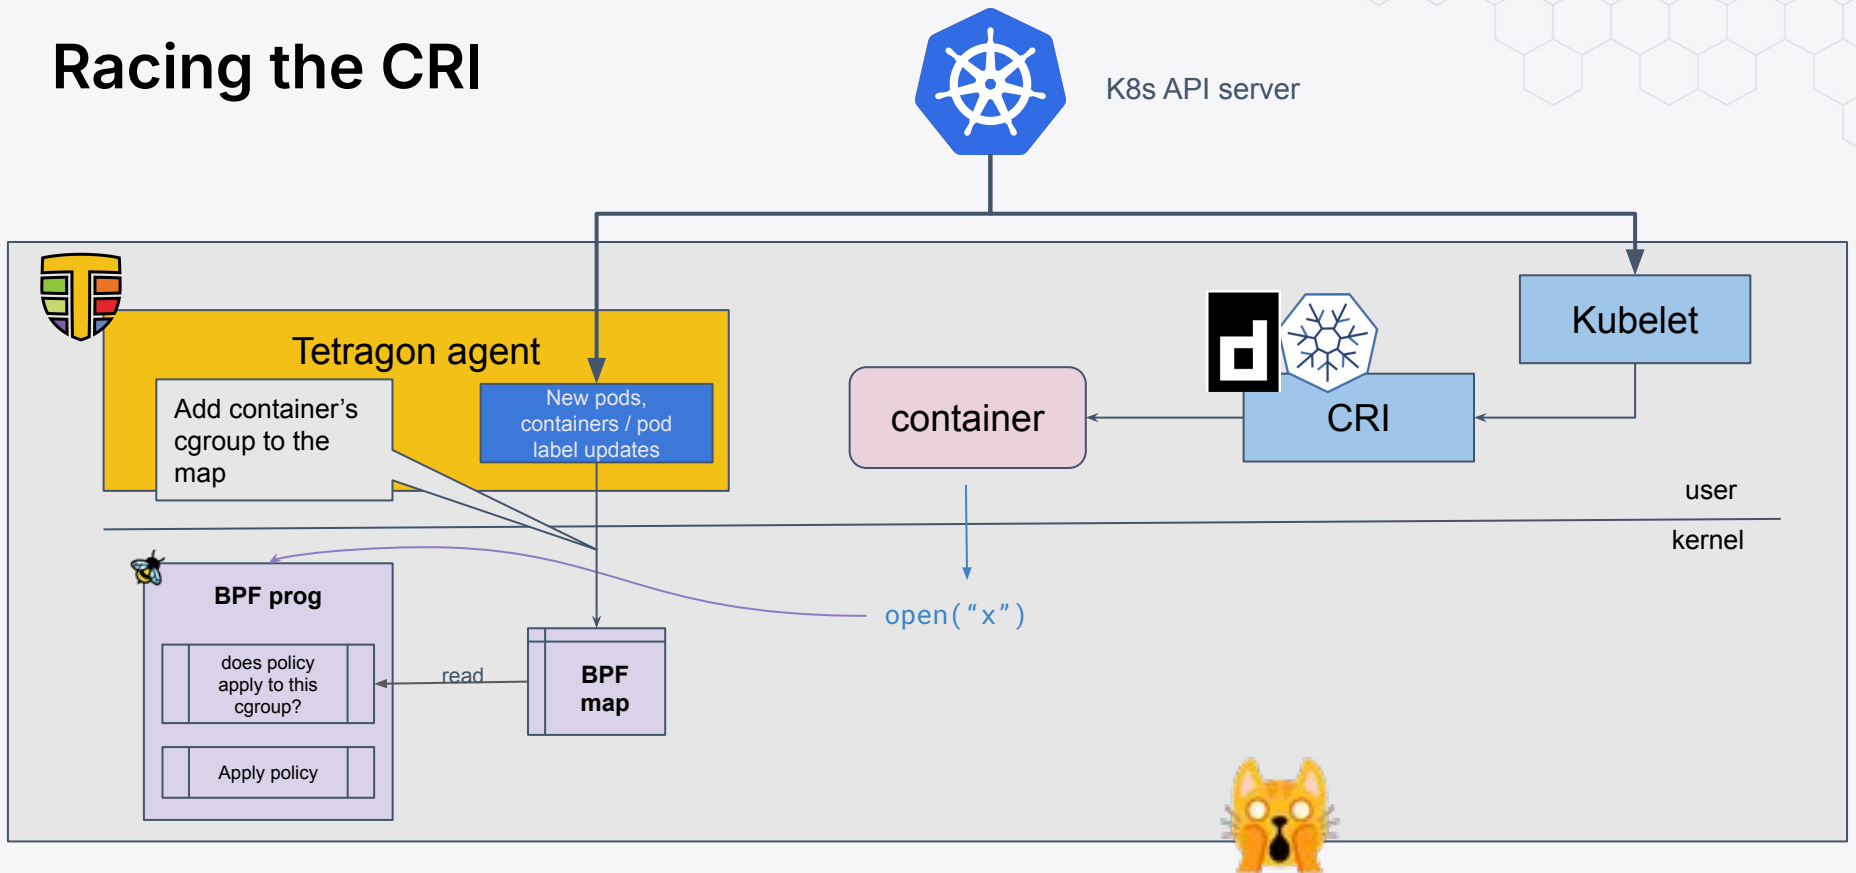 Racing the CRI
K8s API server
Tetragon agent
Add container’s
cgroup to the
map
New pods,
containers / pod
label updates
container
CRI
Kubelet
user
kernel
BPF prog
does policy
apply to this
cgroup?
Apply policy
read
BPF
map
open(“x”)